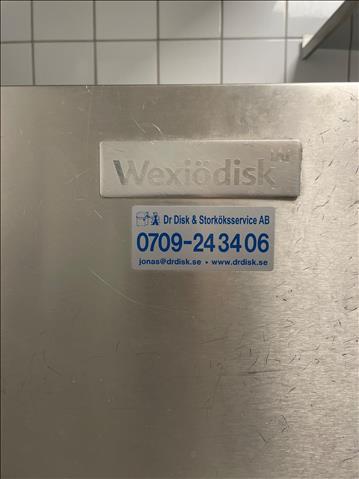 Wexiödisk
Dr Disk & Storköksservice AB
0709-24 34 06
jonas@drdisk.se • www.drdisk.se